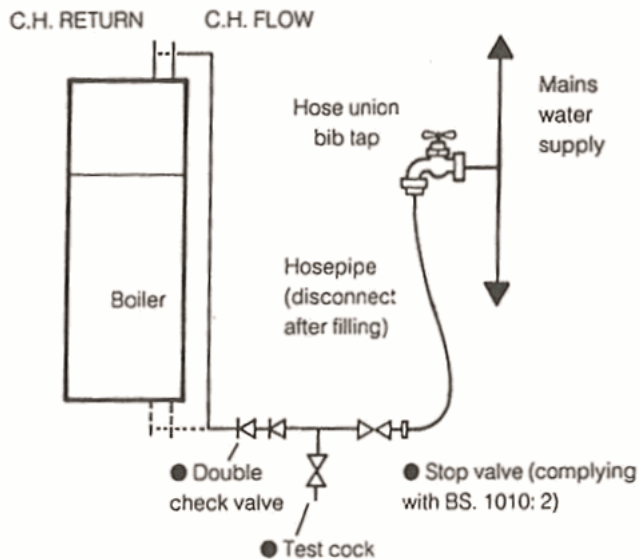 C.H. RETURN
C.H. FLOW
Mains
water
supply
Hose union
bib tap
Hosepipe
(disconnect
after filling)
Boiler
● Double
check valve
● Stop valve (complying
with BS. 1010: 2)
● Test cock